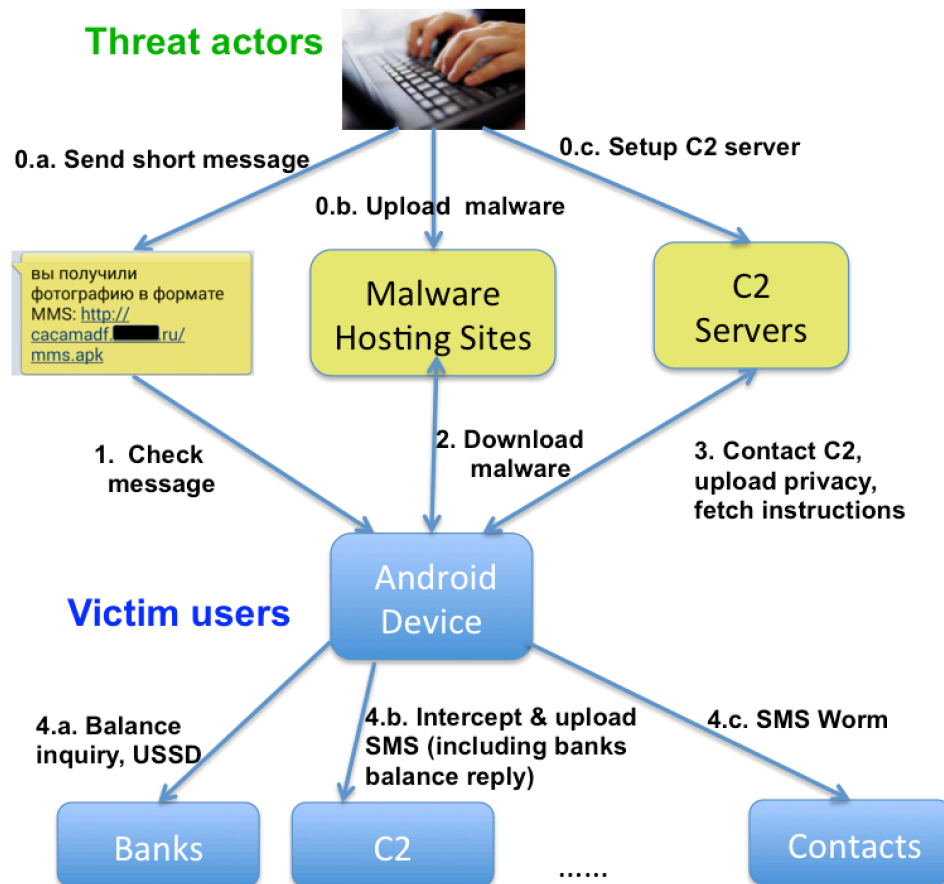 Threat actors
0.a. Send short message
0.c. Setup C2 server
0.b. Upload malware
вы получили
фотографию в формате
MMS: http://
cacamadf. .ru/
mms.apk
Malware
Hosting Sites
C2
Servers
1. Check
message
2. Download
malware
3. Contact C2,
upload privacy,
fetch instructions
Android
Device
Victim users
4.a. Balance
inquiry, USSD
4.b. Intercept & upload
SMS (including banks
balance reply)
4.c. SMS Worm
Banks
C2
......
Contacts